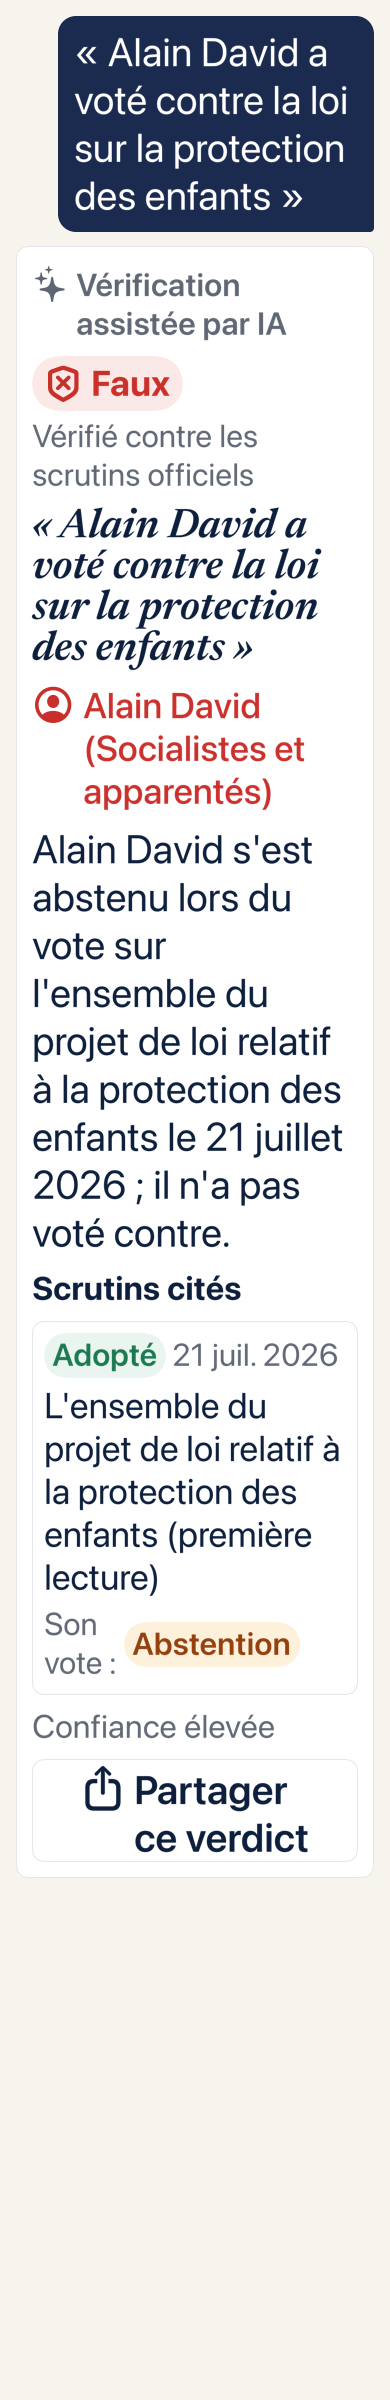 « Alain David a
voté contre la loi
sur la protection
des enfants »
Vérification
assistée par IA
Faux
Vérifié contre les
scrutins officiels
« Alain David a
voté contre la loi
sur la protection
des enfants »
Alain David
(Socialistes et
apparentés)
Alain David s'est
abstenu lors du
vote sur
l'ensemble du
projet de loi relatif
à la protection des
enfants le 21 juillet
2026 ; il n'a pas
voté contre.
Scrutins cités
Adopté 21 juil. 2026
L'ensemble du
projet de loi relatif à
la protection des
enfants (première
lecture)
Son
vote :
Abstention
Confiance élevée
Partager
ce verdict